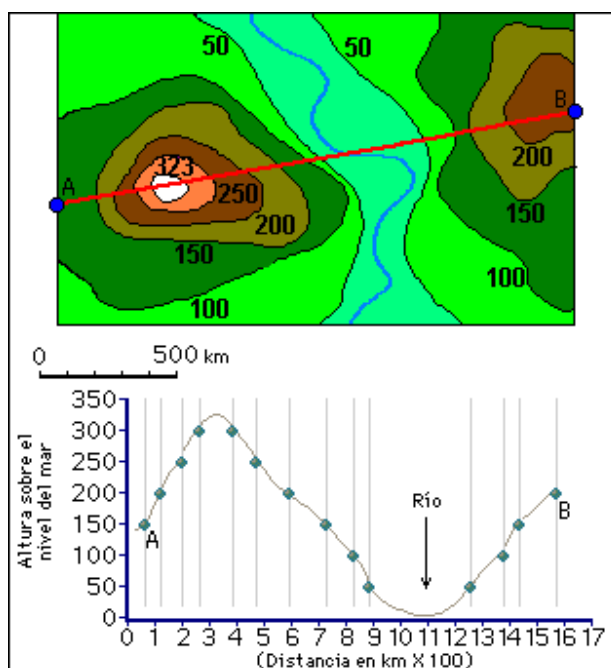 50 50
323 A B
250 200
200 150
150 100
100
0 500 km
350
300
250
200
150
100
50
0
Altura sobre el
nivel del mar
A
Río
B
0 1 2 3 4 5 6 7 8 9 10 11 12 13 14 15 16 17
(Distancia en km X 100)